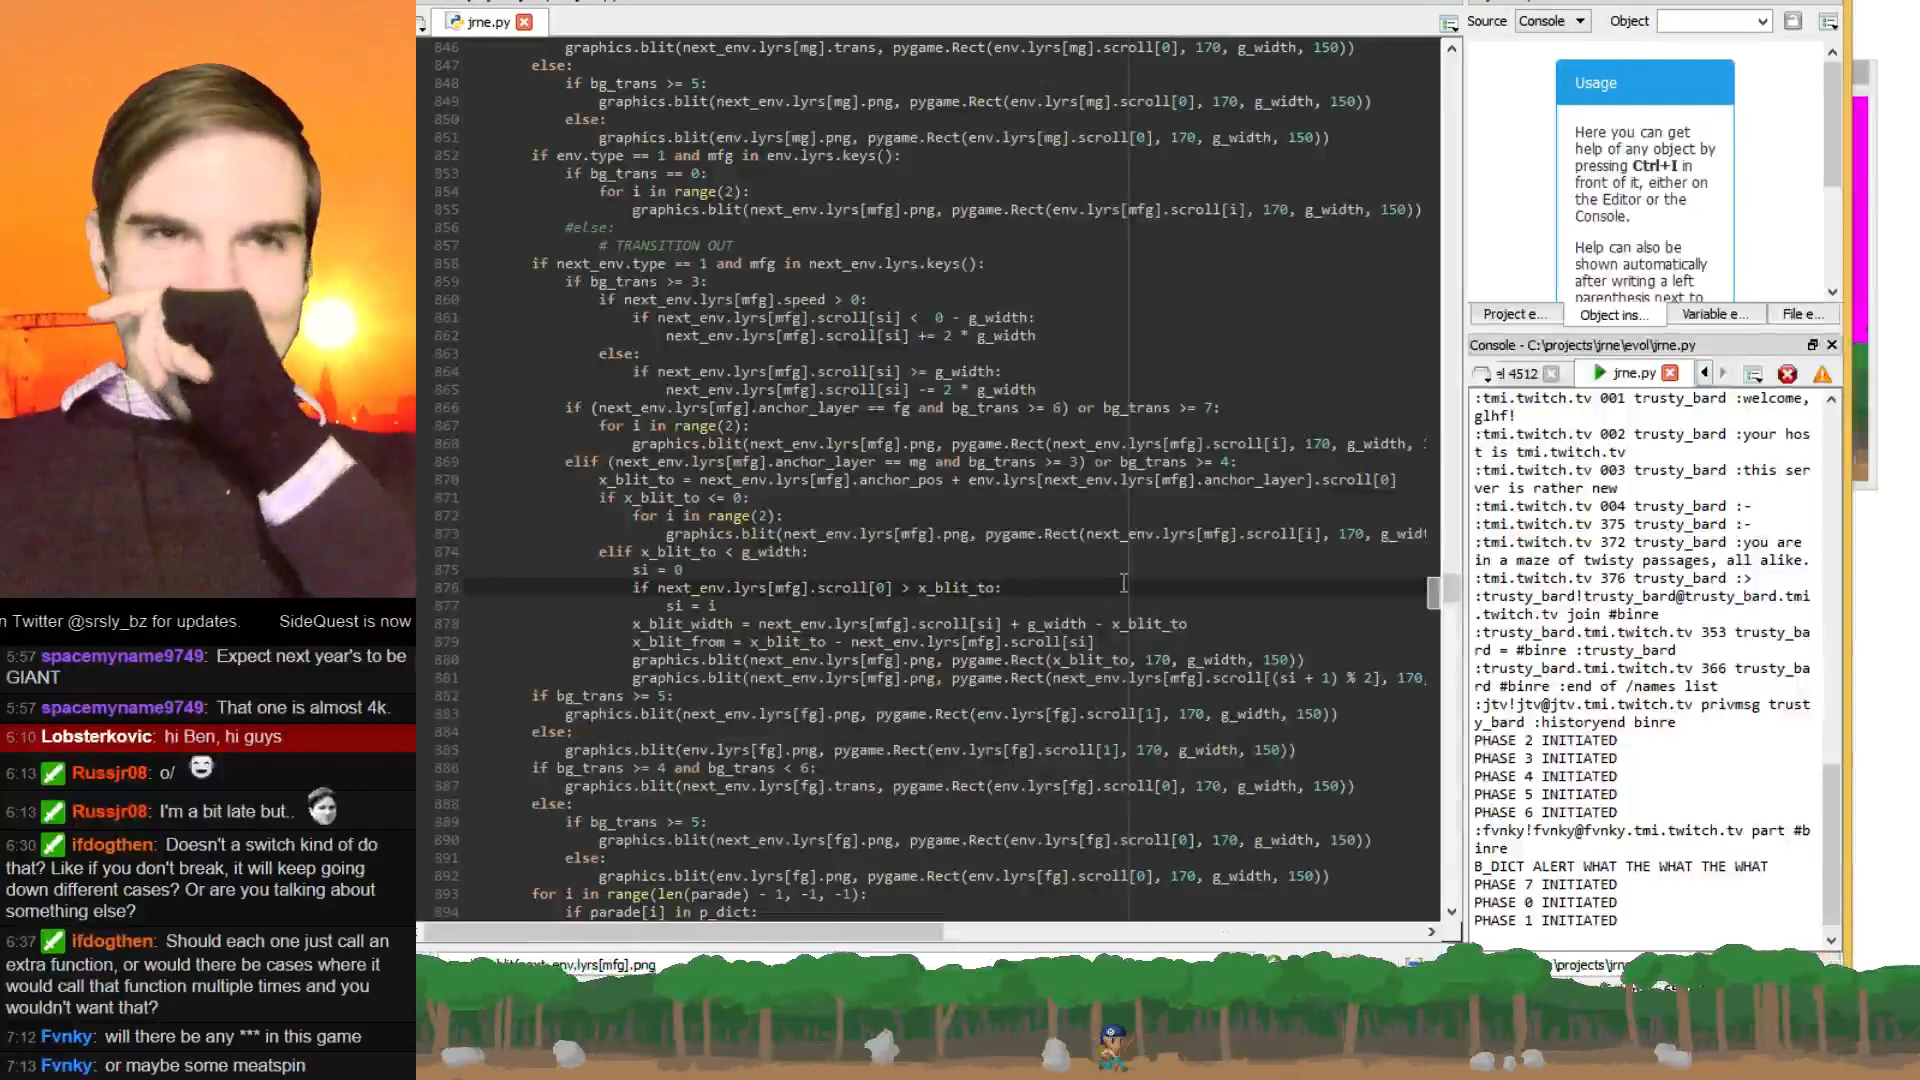 jrne.py
846 graphics.blit(next_env.lyrs[mg].trans, pygame.Rect(env.lyrs[mg].scroll[0], 170, g_width, 150))
847 else:
848 if bg_trans >= 5:
849 graphics.blit(next_env.lyrs[mg].png, pygame.Rect(env.lyrs[mg].scroll[0], 170, g_width, 150))
850 else:
851 graphics.blit(env.lyrs[mg].png, pygame.Rect(env.lyrs[mg].scroll[0], 170, g_width, 150))
852 if env.type == 1 and mfg in env.lyrs.keys():
853 if bg_trans == 0:
854 for i in range(2):
855 graphics.blit(next_env.lyrs[mfg].png, pygame.Rect(env.lyrs[mfg].scroll[i], 170, g_width, 150))
856 #else:
857 # TRANSITION OUT
858 if next_env.type == 1 and mfg in next_env.lyrs.keys():
859 if bg_trans >= 3:
860 if next_env.lyrs[mfg].speed > 0:
861 if next_env.lyrs[mfg].scroll[si] < 0 - g_width:
862 next_env.lyrs[mfg].scroll[si] += 2 * g_width
863 else:
864 if next_env.lyrs[mfg].scroll[si] >= g_width:
865 next_env.lyrs[mfg].scroll[si] -= 2 * g_width
866 if (next_env.lyrs[mfg].anchor_layer == fg and bg_trans >= 6) or bg_trans >= 7:
867 for i in range(2):
868 graphics.blit(next_env.lyrs[mfg].png, pygame.Rect(next_env.lyrs[mfg].scroll[i], 170, g_width,
869 elif (next_env.lyrs[mfg].anchor_layer == mg and bg_trans >= 3) or bg_trans >= 4:
870 x_blit_to = next_env.lyrs[mfg].anchor_pos + env.lyrs[next_env.lyrs[mfg].anchor_layer].scroll[0]
871 if x_blit_to <= 0:
872 for i in range(2):
873 graphics.blit(next_env.lyrs[mfg].png, pygame.Rect(next_env.lyrs[mfg].scroll[i], 170, g_widt
874 elif x_blit_to < g_width:
875 si = 0
876 if next_env.lyrs[mfg].scroll[0] > x_blit_to:
877 si = i
878 x_blit_width = next_env.lyrs[mfg].scroll[si] + g_width - x_blit_to
879 x_blit_from = x_blit_to - next_env.lyrs[mfg].scroll[si]
880 graphics.blit(next_env.lyrs[mfg].png, pygame.Rect(x_blit_to, 170, g_width, 150))
881 graphics.blit(next_env.lyrs[mfg].png, pygame.Rect(next_env.lyrs[mfg].scroll[(si + 1) % 2], 170,
882 if bg_trans >= 5:
883 graphics.blit(next_env.lyrs[fg].png, pygame.Rect(env.lyrs[fg].scroll[1], 170, g_width, 150))
884 else:
885 graphics.blit(env.lyrs[fg].png, pygame.Rect(env.lyrs[fg].scroll[1], 170, g_width, 150))
886 if bg_trans >= 4 and bg_trans < 6:
887 graphics.blit(next_env.lyrs[fg].trans, pygame.Rect(env.lyrs[fg].scroll[0], 170, g_width, 150))
888 else:
889 if bg_trans >= 5:
890 graphics.blit(next_env.lyrs[fg].png, pygame.Rect(env.lyrs[fg].scroll[0], 170, g_width, 150))
891 else:
892 graphics.blit(env.lyrs[fg].png, pygame.Rect(env.lyrs[fg].scroll[0], 170, g_width, 150))
893 for i in range(len(parade) - 1, -1, -1):
894 if parade[i] in p_dict:
Source Console Object
Usage
Here you can get
help of any object by
pressing Ctrl+I in
front of it, either on
the Editor or the
Console.
Help can also be
shown automatically
after writing a left
parenthesis next to
Project e... Object ins... Variable e... File e...
Console - C:\projects\jrne\evol\jrne.py
el 4512 jrne.py
:tmi.twitch.tv 001 trusty_bard :welcome,
glhf!
:tmi.twitch.tv 002 trusty_bard :your hos
t is tmi.twitch.tv
:tmi.twitch.tv 003 trusty_bard :this ser
ver is rather new
:tmi.twitch.tv 004 trusty_bard :-
:tmi.twitch.tv 375 trusty_bard :-
:tmi.twitch.tv 372 trusty_bard :you are
in a maze of twisty passages, all alike.
:tmi.twitch.tv 376 trusty_bard :>
:trusty_bard!trusty_bard@trusty_bard.tmi
.twitch.tv join #binre
:trusty_bard.tmi.twitch.tv 353 trusty_ba
rd = #binre :trusty_bard
:trusty_bard.tmi.twitch.tv 366 trusty_ba
rd #binre :end of /names list
:jtv!jtv@jtv.tmi.twitch.tv privmsg trust
y_bard :historyend binre
PHASE 2 INITIATED
PHASE 3 INITIATED
PHASE 4 INITIATED
PHASE 5 INITIATED
PHASE 6 INITIATED
:fvnky!fvnky@fvnky.tmi.twitch.tv part #b
inre
B_DICT ALERT WHAT THE WHAT THE WHAT
PHASE 7 INITIATED
PHASE 0 INITIATED
PHASE 1 INITIATED
n Twitter @srsly_bz for updates. SideQuest is now
5:57 spacemyname9749: Expect next year's to be
GIANT
5:57 spacemyname9749: That one is almost 4k.
6:10 Lobsterkovic: hi Ben, hi guys
6:13 Russjr08: o/
6:13 Russjr08: I'm a bit late but..
6:30 ifdogthen: Doesn't a switch kind of do
that? Like if you don't break, it will keep going
down different cases? Or are you talking about
something else?
6:37 ifdogthen: Should each one just call an
extra function, or would there be cases where it
would call that function multiple times and you
wouldn't want that?
7:12 Fvnky: will there be any *** in this game
7:13 Fvnky: or maybe some meatspin